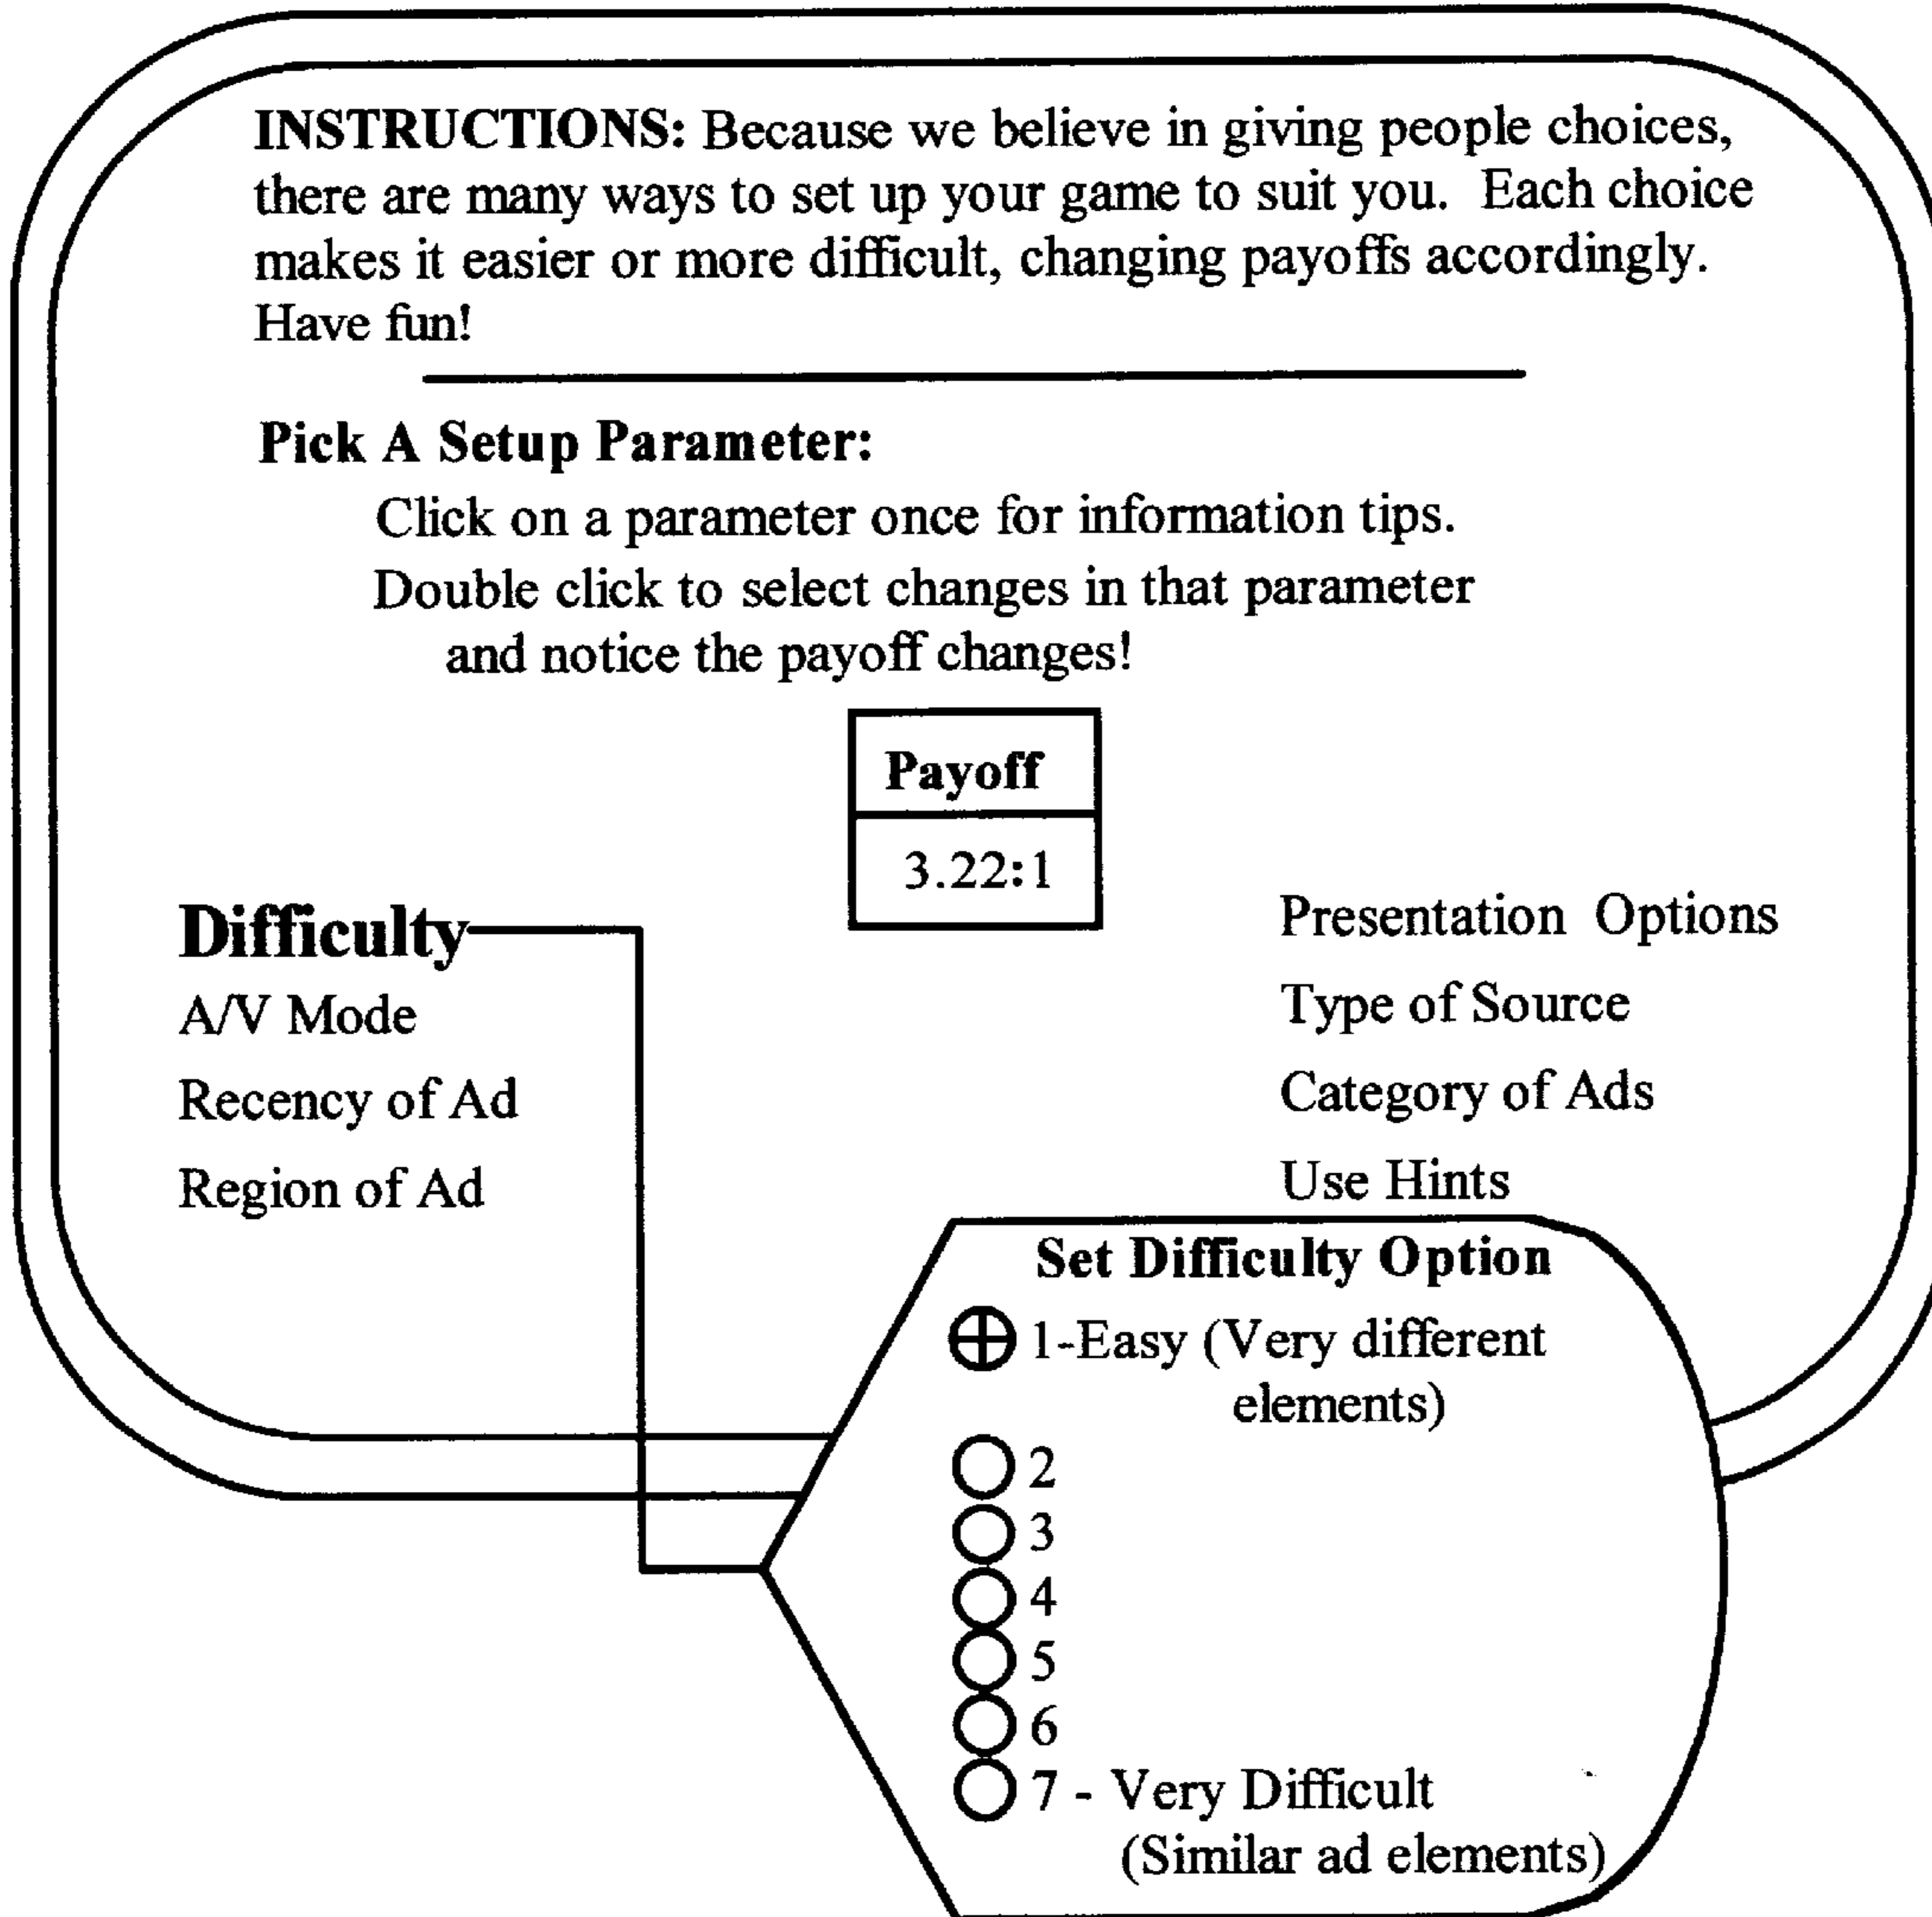 INSTRUCTIONS: Because we believe in giving people choices,
there are many ways to set up your game to suit you. Each choice
makes it easier or more difficult, changing payoffs accordingly.
Have fun!
Pick A Setup Parameter:
Click on a parameter once for information tips.
Double click to select changes in that parameter
and notice the payoff changes!
Payoff
3.22:1
Difficulty
A/V Mode
Recency of Ad
Region of Ad
Presentation Options
Type of Source
Category of Ads
Use Hints
Set Difficulty Option
1-Easy (Very different
elements)
2
3
4
5
6
7 - Very Difficult
(Similar ad elements)